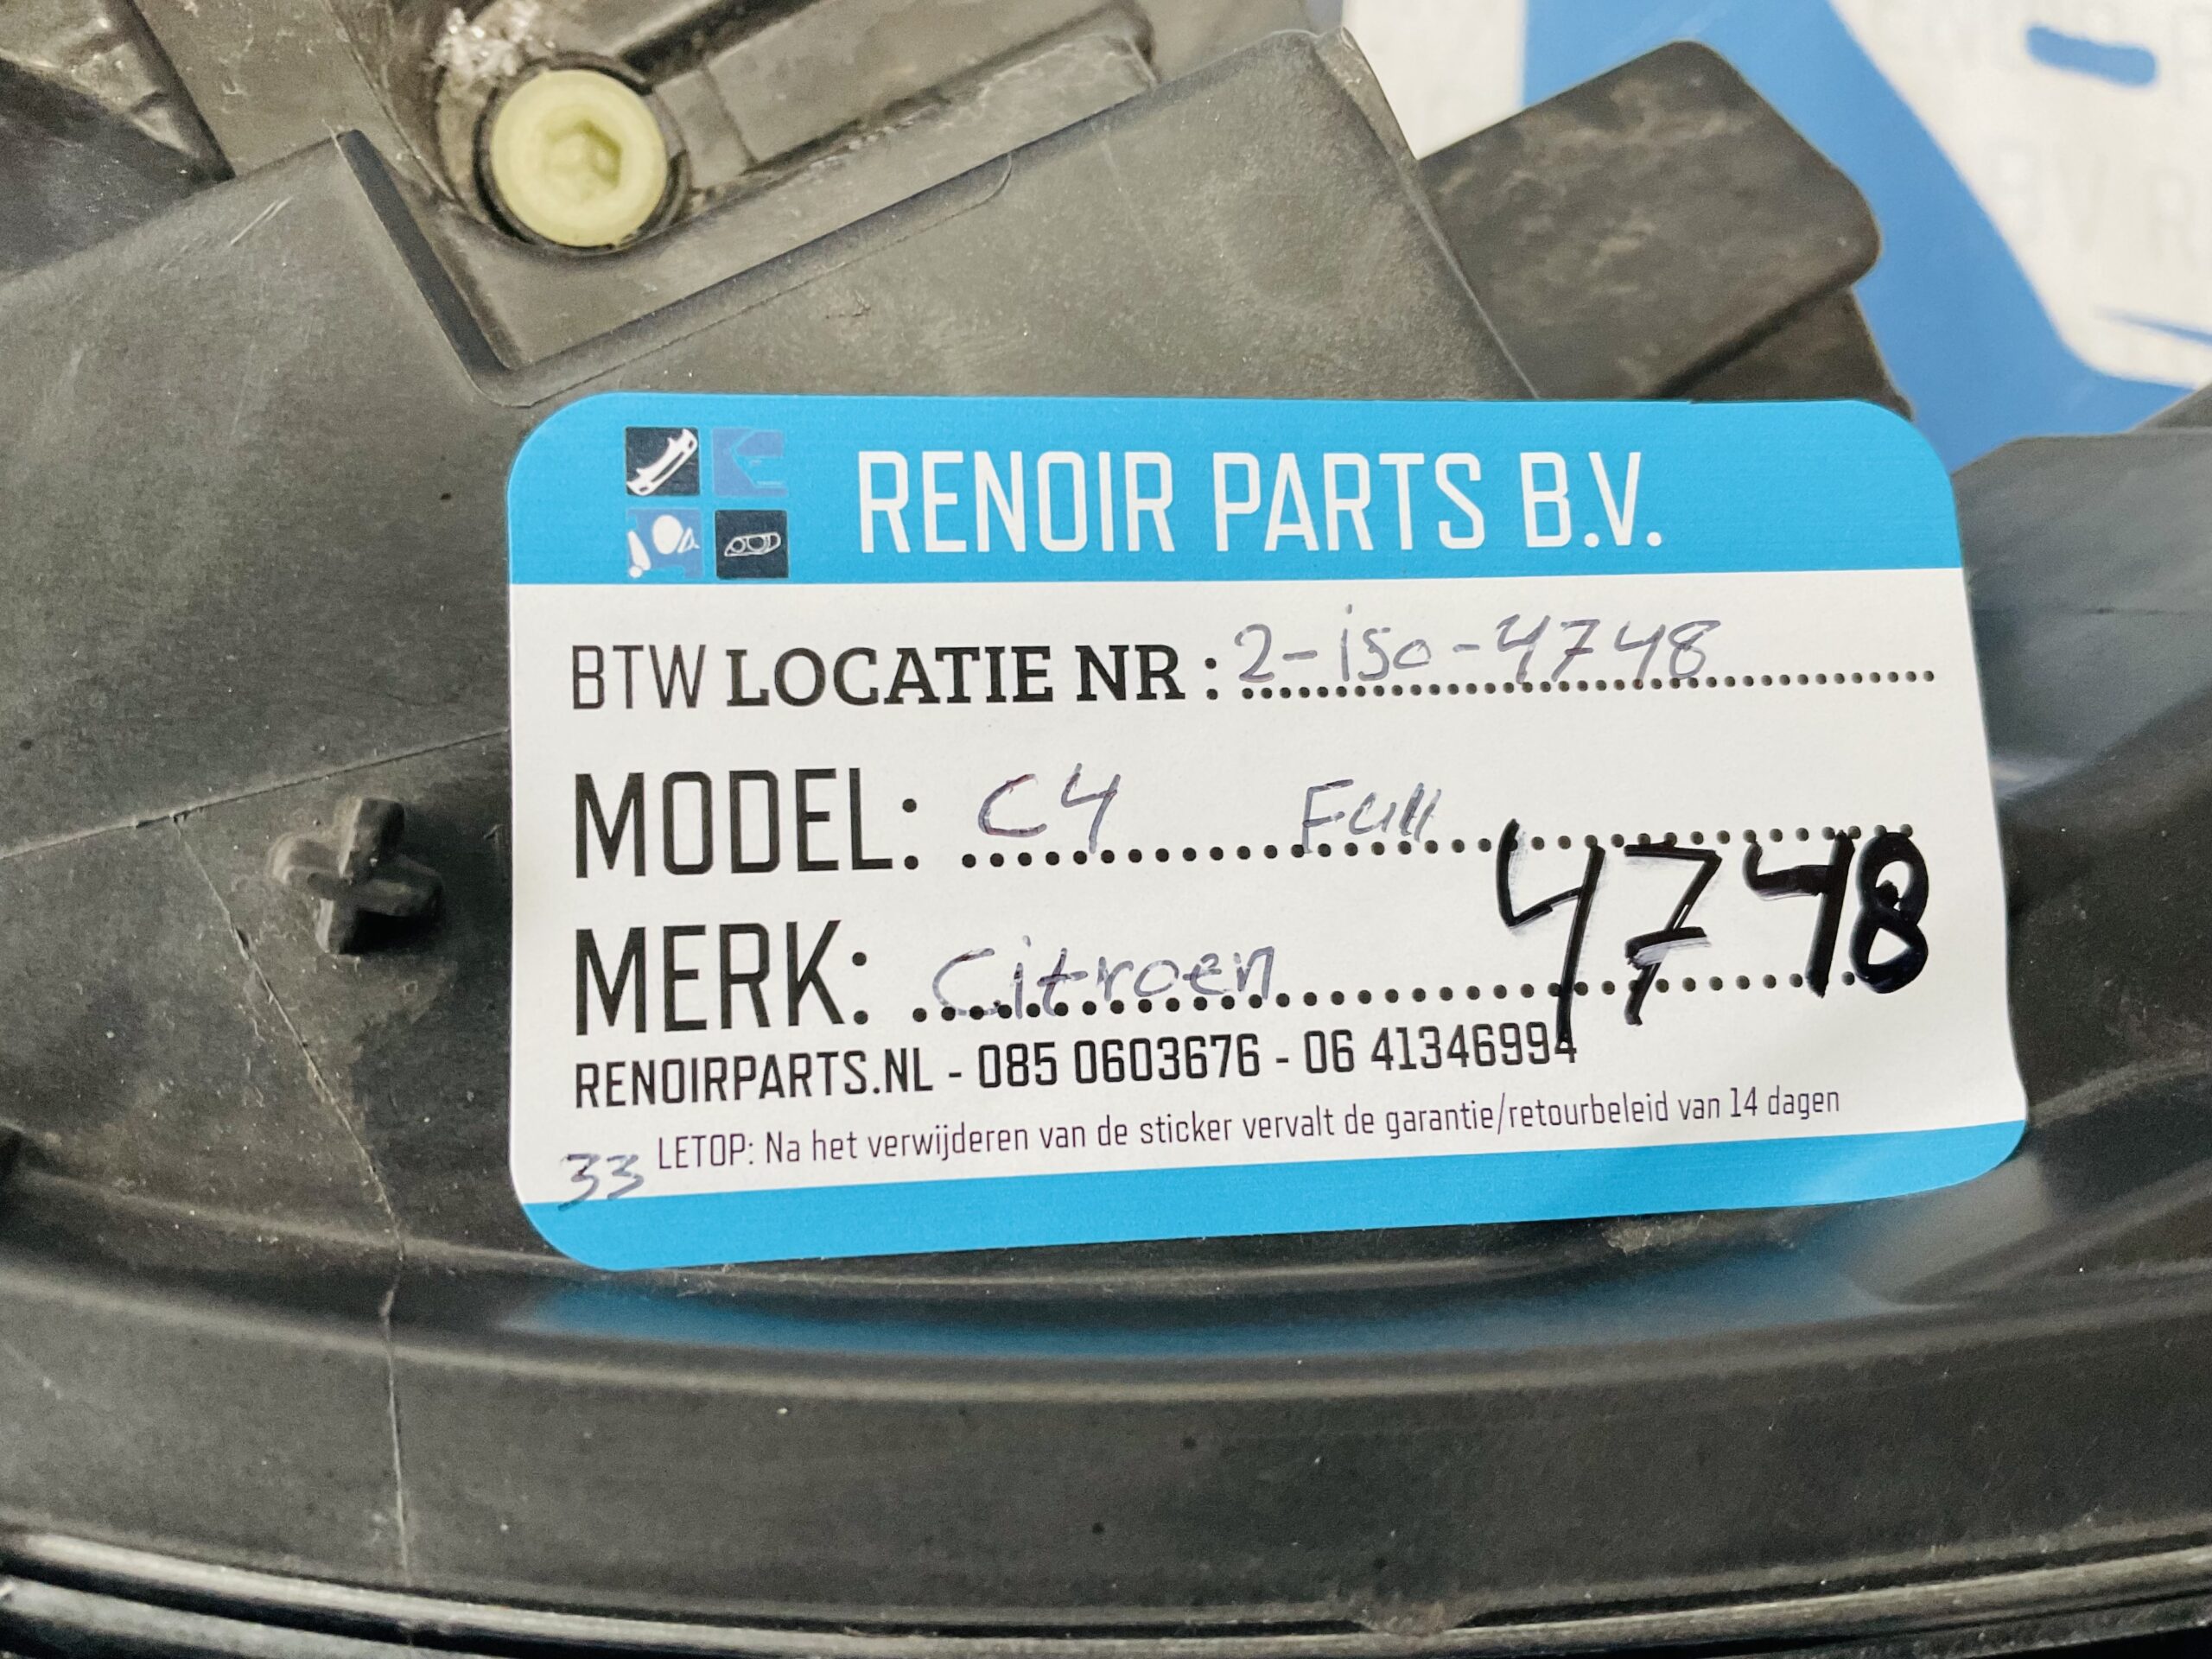 RENOIR PARTS B.V.
BTW LOCATIE NR : 2-iso-4748
MODEL: C4 Full
4748
MERK: Citroen
RENOIRPARTS.NL - 085 0603676 - 06 41346994
LETOP: Na het verwijderen van de sticker vervalt de garantie/retourbeleid van 14 dagen
33